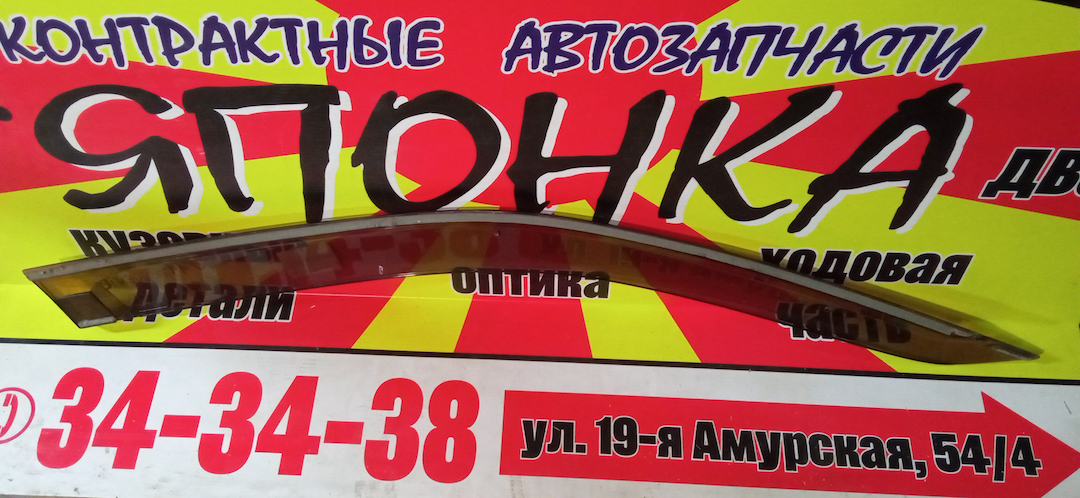 КОНТРАКТНЫЕ АВТОЗАПЧАСТИ
ЯПОНКА
ходовая
детали оптика часть
34-34-38 ул. 19-я Амурская, 54/4